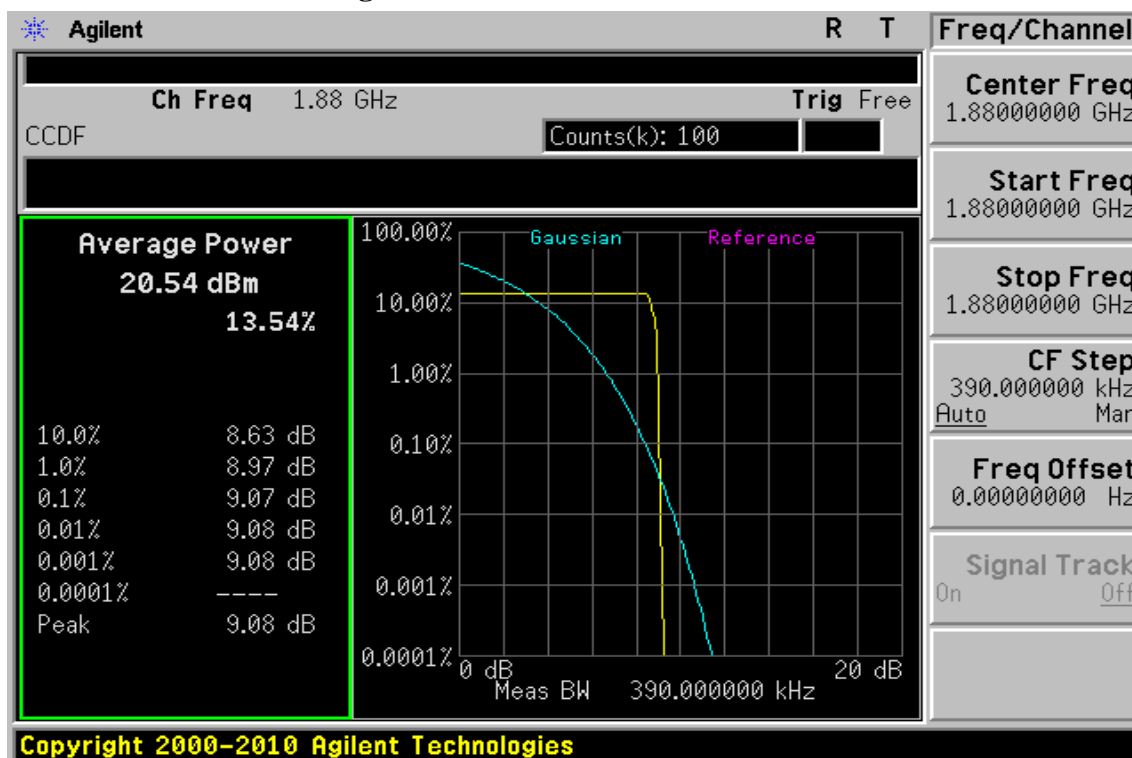 Agilent R T Freq/Channel
Ch Freq 1.88 GHz Trig Free
CCDF Counts(k): 100
Center Freq
1.88000000 GHz
Start Freq
1.88000000 GHz
Stop Freq
1.88000000 GHz
CF Step
390.000000 kHz
Auto Man
Freq Offset
0.00000000 Hz
Signal Track
On Off
Average Power
20.54 dBm
13.54%
10.0% 8.63 dB
1.0% 8.97 dB
0.1% 9.07 dB
0.01% 9.08 dB
0.001% 9.08 dB
0.0001% ----
Peak 9.08 dB
Gaussian Reference
100.00%
10.00%
1.00%
0.10%
0.01%
0.001%
0.0001%
0 dB 20 dB
Meas BW 390.000000 kHz
Copyright 2000-2010 Agilent Technologies